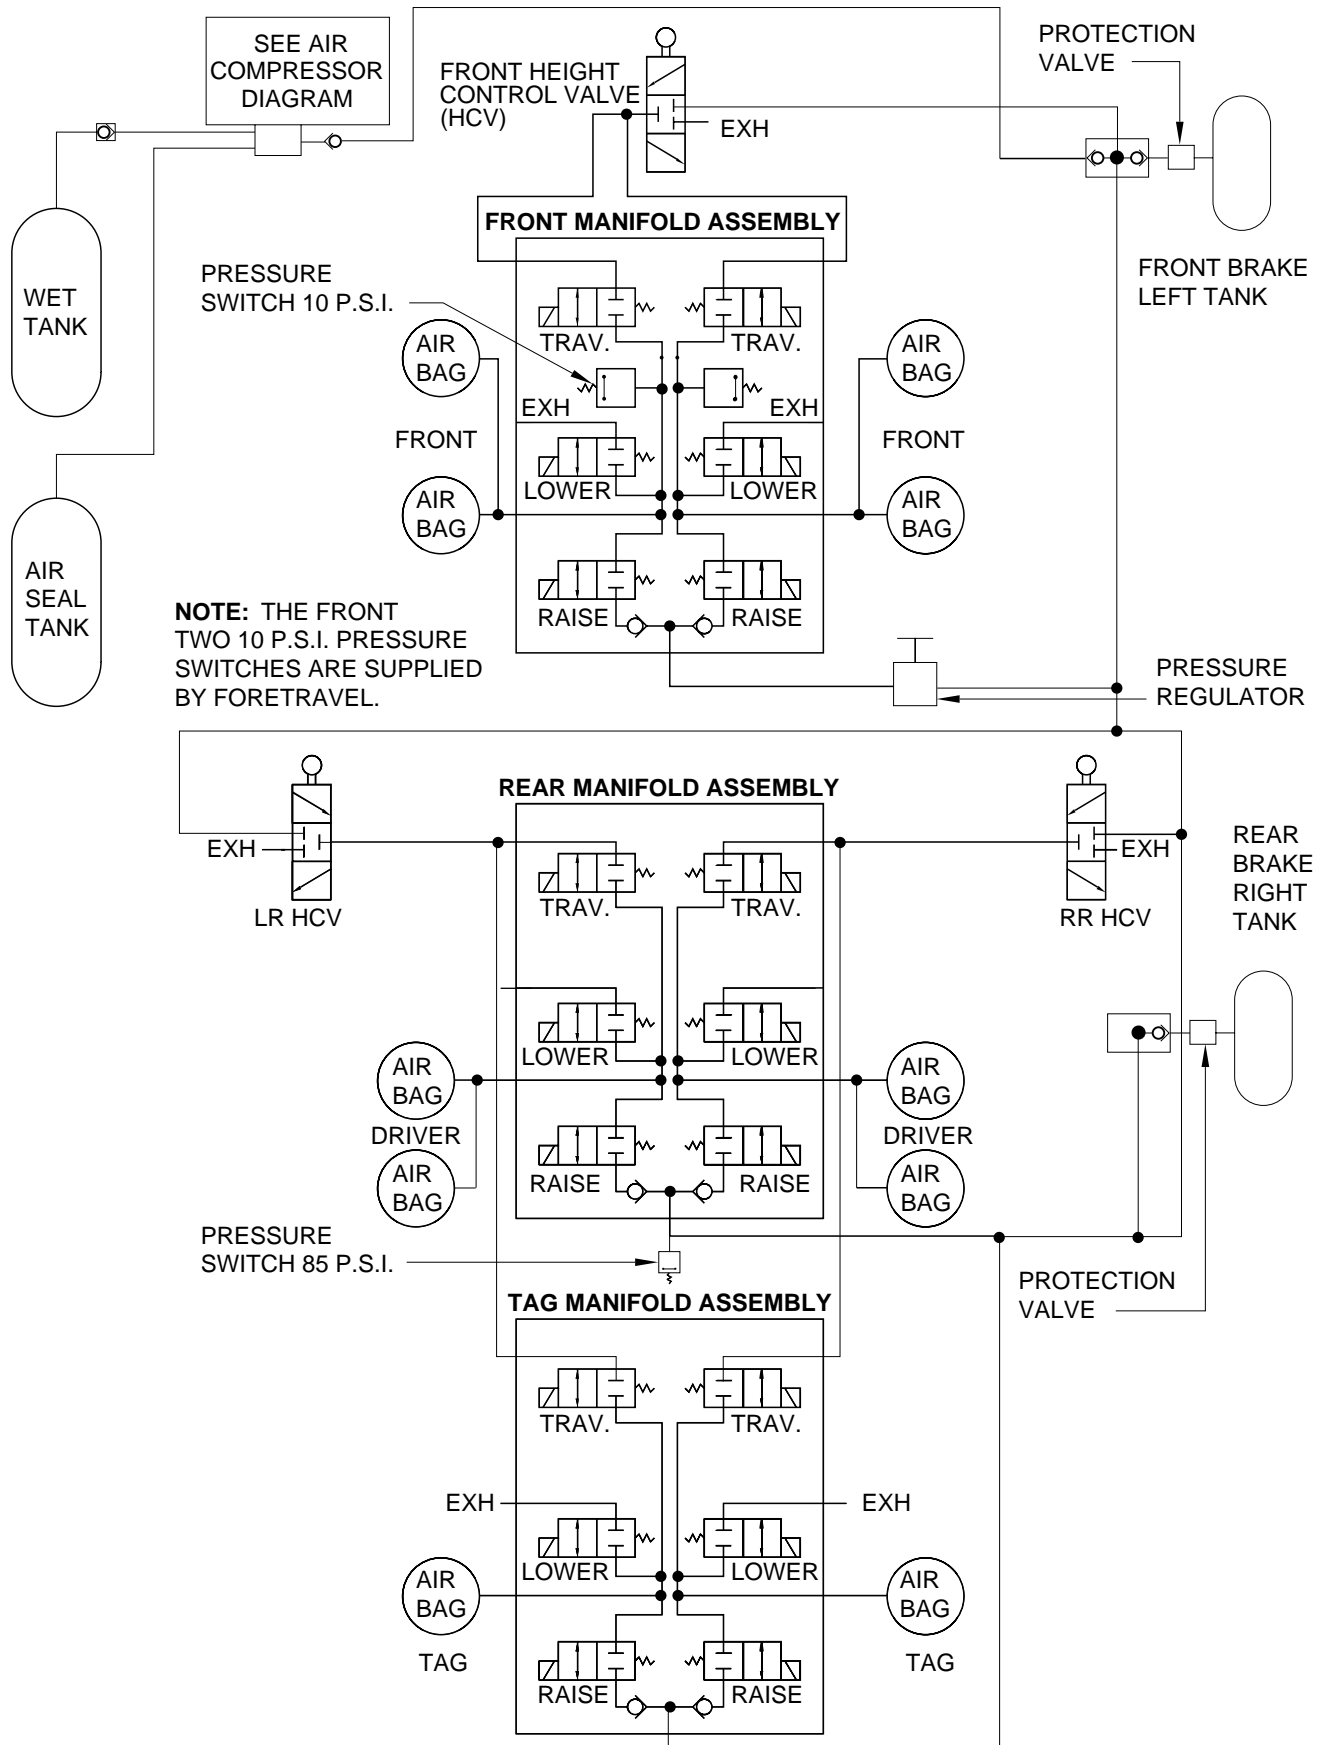 SEE AIR
COMPRESSOR
DIAGRAM
FRONT HEIGHT
CONTROL VALVE
(HCV)
EXH
PROTECTION
VALVE
FRONT MANIFOLD ASSEMBLY
WET
TANK
PRESSURE
SWITCH 10 P.S.I.
FRONT BRAKE
LEFT TANK
TRAV.
TRAV.
AIR
BAG
AIR
BAG
EXH
EXH
FRONT
FRONT
LOWER
LOWER
AIR
BAG
AIR
BAG
AIR
SEAL
TANK
NOTE: THE FRONT
TWO 10 P.S.I. PRESSURE
SWITCHES ARE SUPPLIED
BY FORETRAVEL.
RAISE
RAISE
PRESSURE
REGULATOR
REAR MANIFOLD ASSEMBLY
EXH
LR HCV
TRAV.
TRAV.
EXH
RR HCV
REAR
BRAKE
RIGHT
TANK
LOWER
LOWER
AIR
BAG
AIR
BAG
DRIVER
DRIVER
AIR
BAG
AIR
BAG
RAISE
RAISE
PRESSURE
SWITCH 85 P.S.I.
PROTECTION
VALVE
TAG MANIFOLD ASSEMBLY
TRAV.
TRAV.
EXH
EXH
LOWER
LOWER
AIR
BAG
AIR
BAG
TAG
TAG
RAISE
RAISE